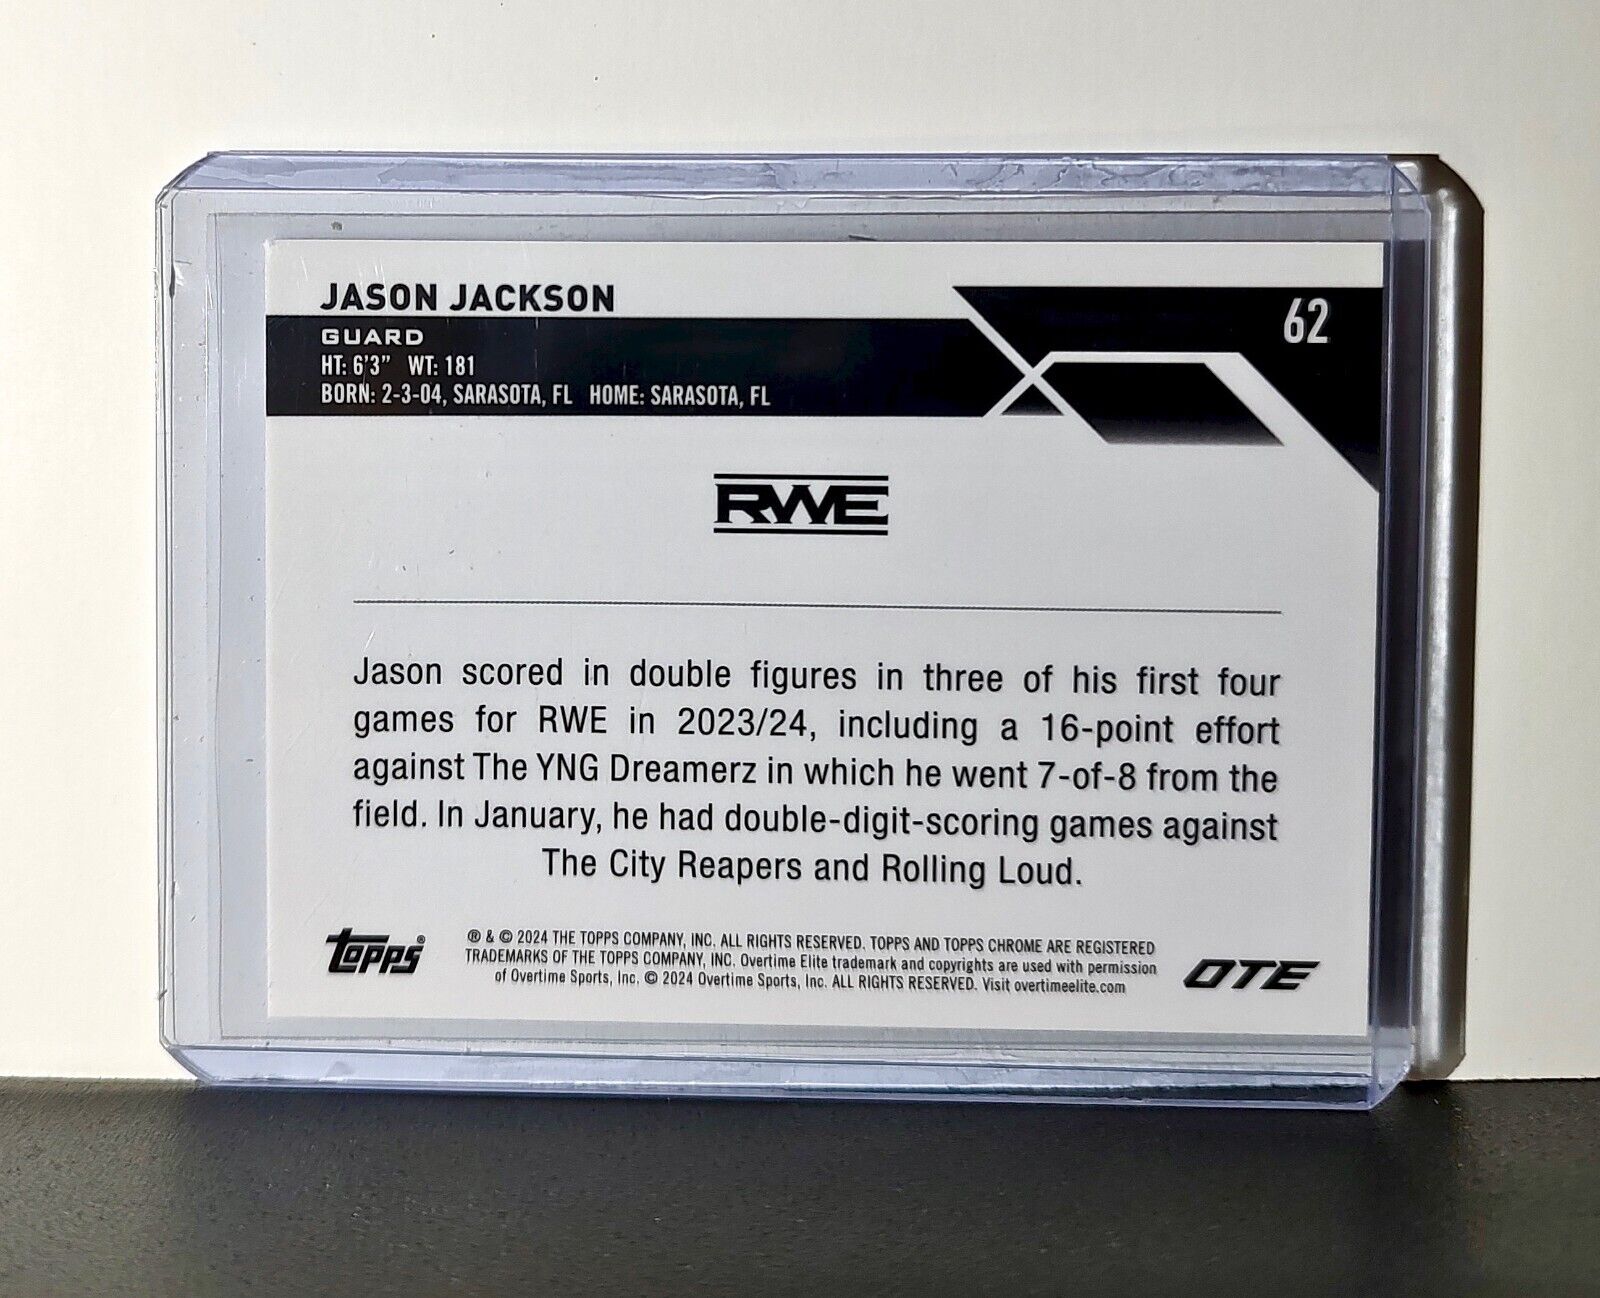 JASON JACKSON
62
GUARD
HT: 6'3" WT: 181
BORN: 2-3-04, SARASOTA, FL HOME: SARASOTA, FL
RWE
Jason scored in double figures in three of his first four
games for RWE in 2023/24, including a 16-point effort
against The YNG Dreamerz in which he went 7-of-8 from the
field. In January, he had double-digit-scoring games against
The City Reapers and Rolling Loud.
topps®
® & © 2024 THE TOPPS COMPANY, INC. ALL RIGHTS RESERVED. TOPPS AND TOPPS CHROME ARE REGISTERED
TRADEMARKS OF THE TOPPS COMPANY, INC. Overtime Elite trademark and copyrights are used with permission
of Overtime Sports, Inc. © 2024 Overtime Sports, Inc. ALL RIGHTS RESERVED. Visit overtimeelite.com
OTE